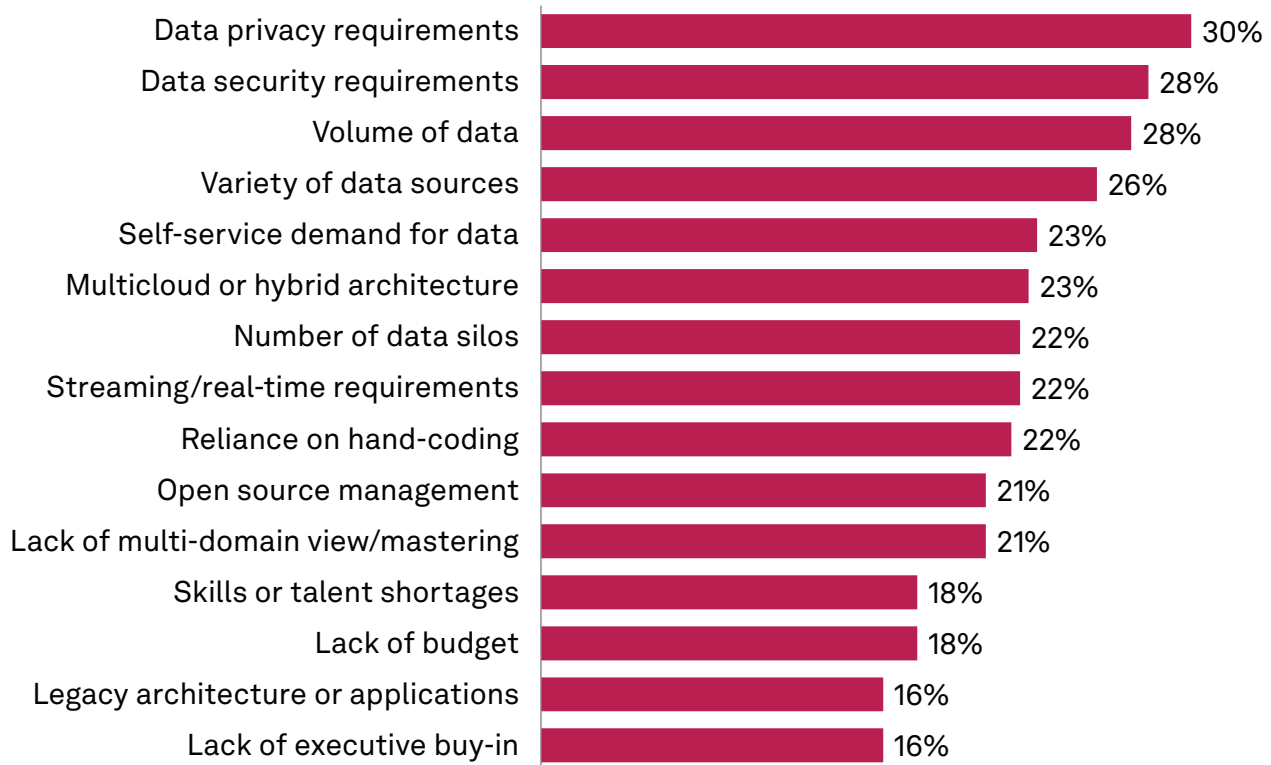 Data privacy requirements 30%
Data security requirements 28%
Volume of data 28%
Variety of data sources 26%
Self-service demand for data 23%
Multicloud or hybrid architecture 23%
Number of data silos 22%
Streaming/real-time requirements 22%
Reliance on hand-coding 22%
Open source management 21%
Lack of multi-domain view/mastering 21%
Skills or talent shortages 18%
Lack of budget 18%
Legacy architecture or applications 16%
Lack of executive buy-in 16%